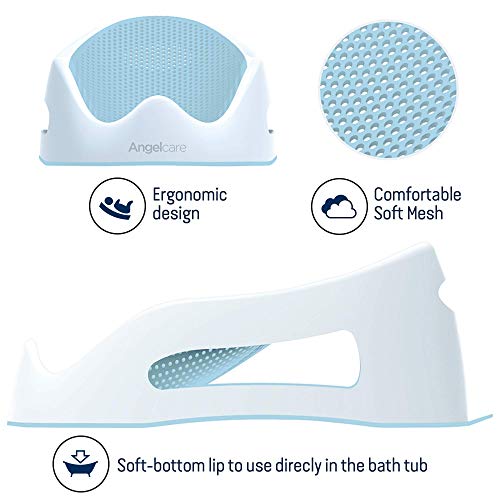 Angelcare
Ergonomic
design
Comfortable
Soft Mesh
Soft-bottom lip to use direcly in the bath tub